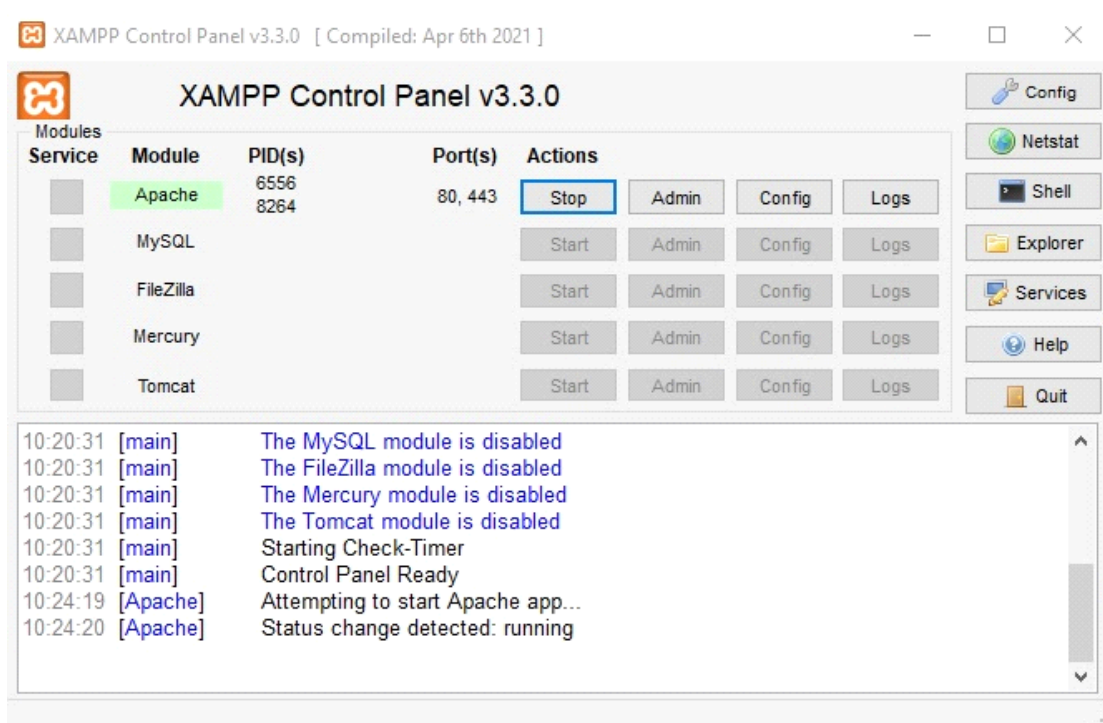 XAMPP Control Panel v3.3.0 [ Compiled: Apr 6th 2021 ]
XAMPP Control Panel v3.3.0
Config
Modules
Netstat
Service Module PID(s) Port(s) Actions
Apache 6556 8264 80, 443 Stop Admin Config Logs
Shell
MySQL Start Admin Config Logs
Explorer
FileZilla Start Admin Config Logs
Services
Mercury Start Admin Config Logs
Help
Tomcat Start Admin Config Logs
Quit
10:20:31 [main] The MySQL module is disabled
10:20:31 [main] The FileZilla module is disabled
10:20:31 [main] The Mercury module is disabled
10:20:31 [main] The Tomcat module is disabled
10:20:31 [main] Starting Check-Timer
10:20:31 [main] Control Panel Ready
10:24:19 [Apache] Attempting to start Apache app...
10:24:20 [Apache] Status change detected: running